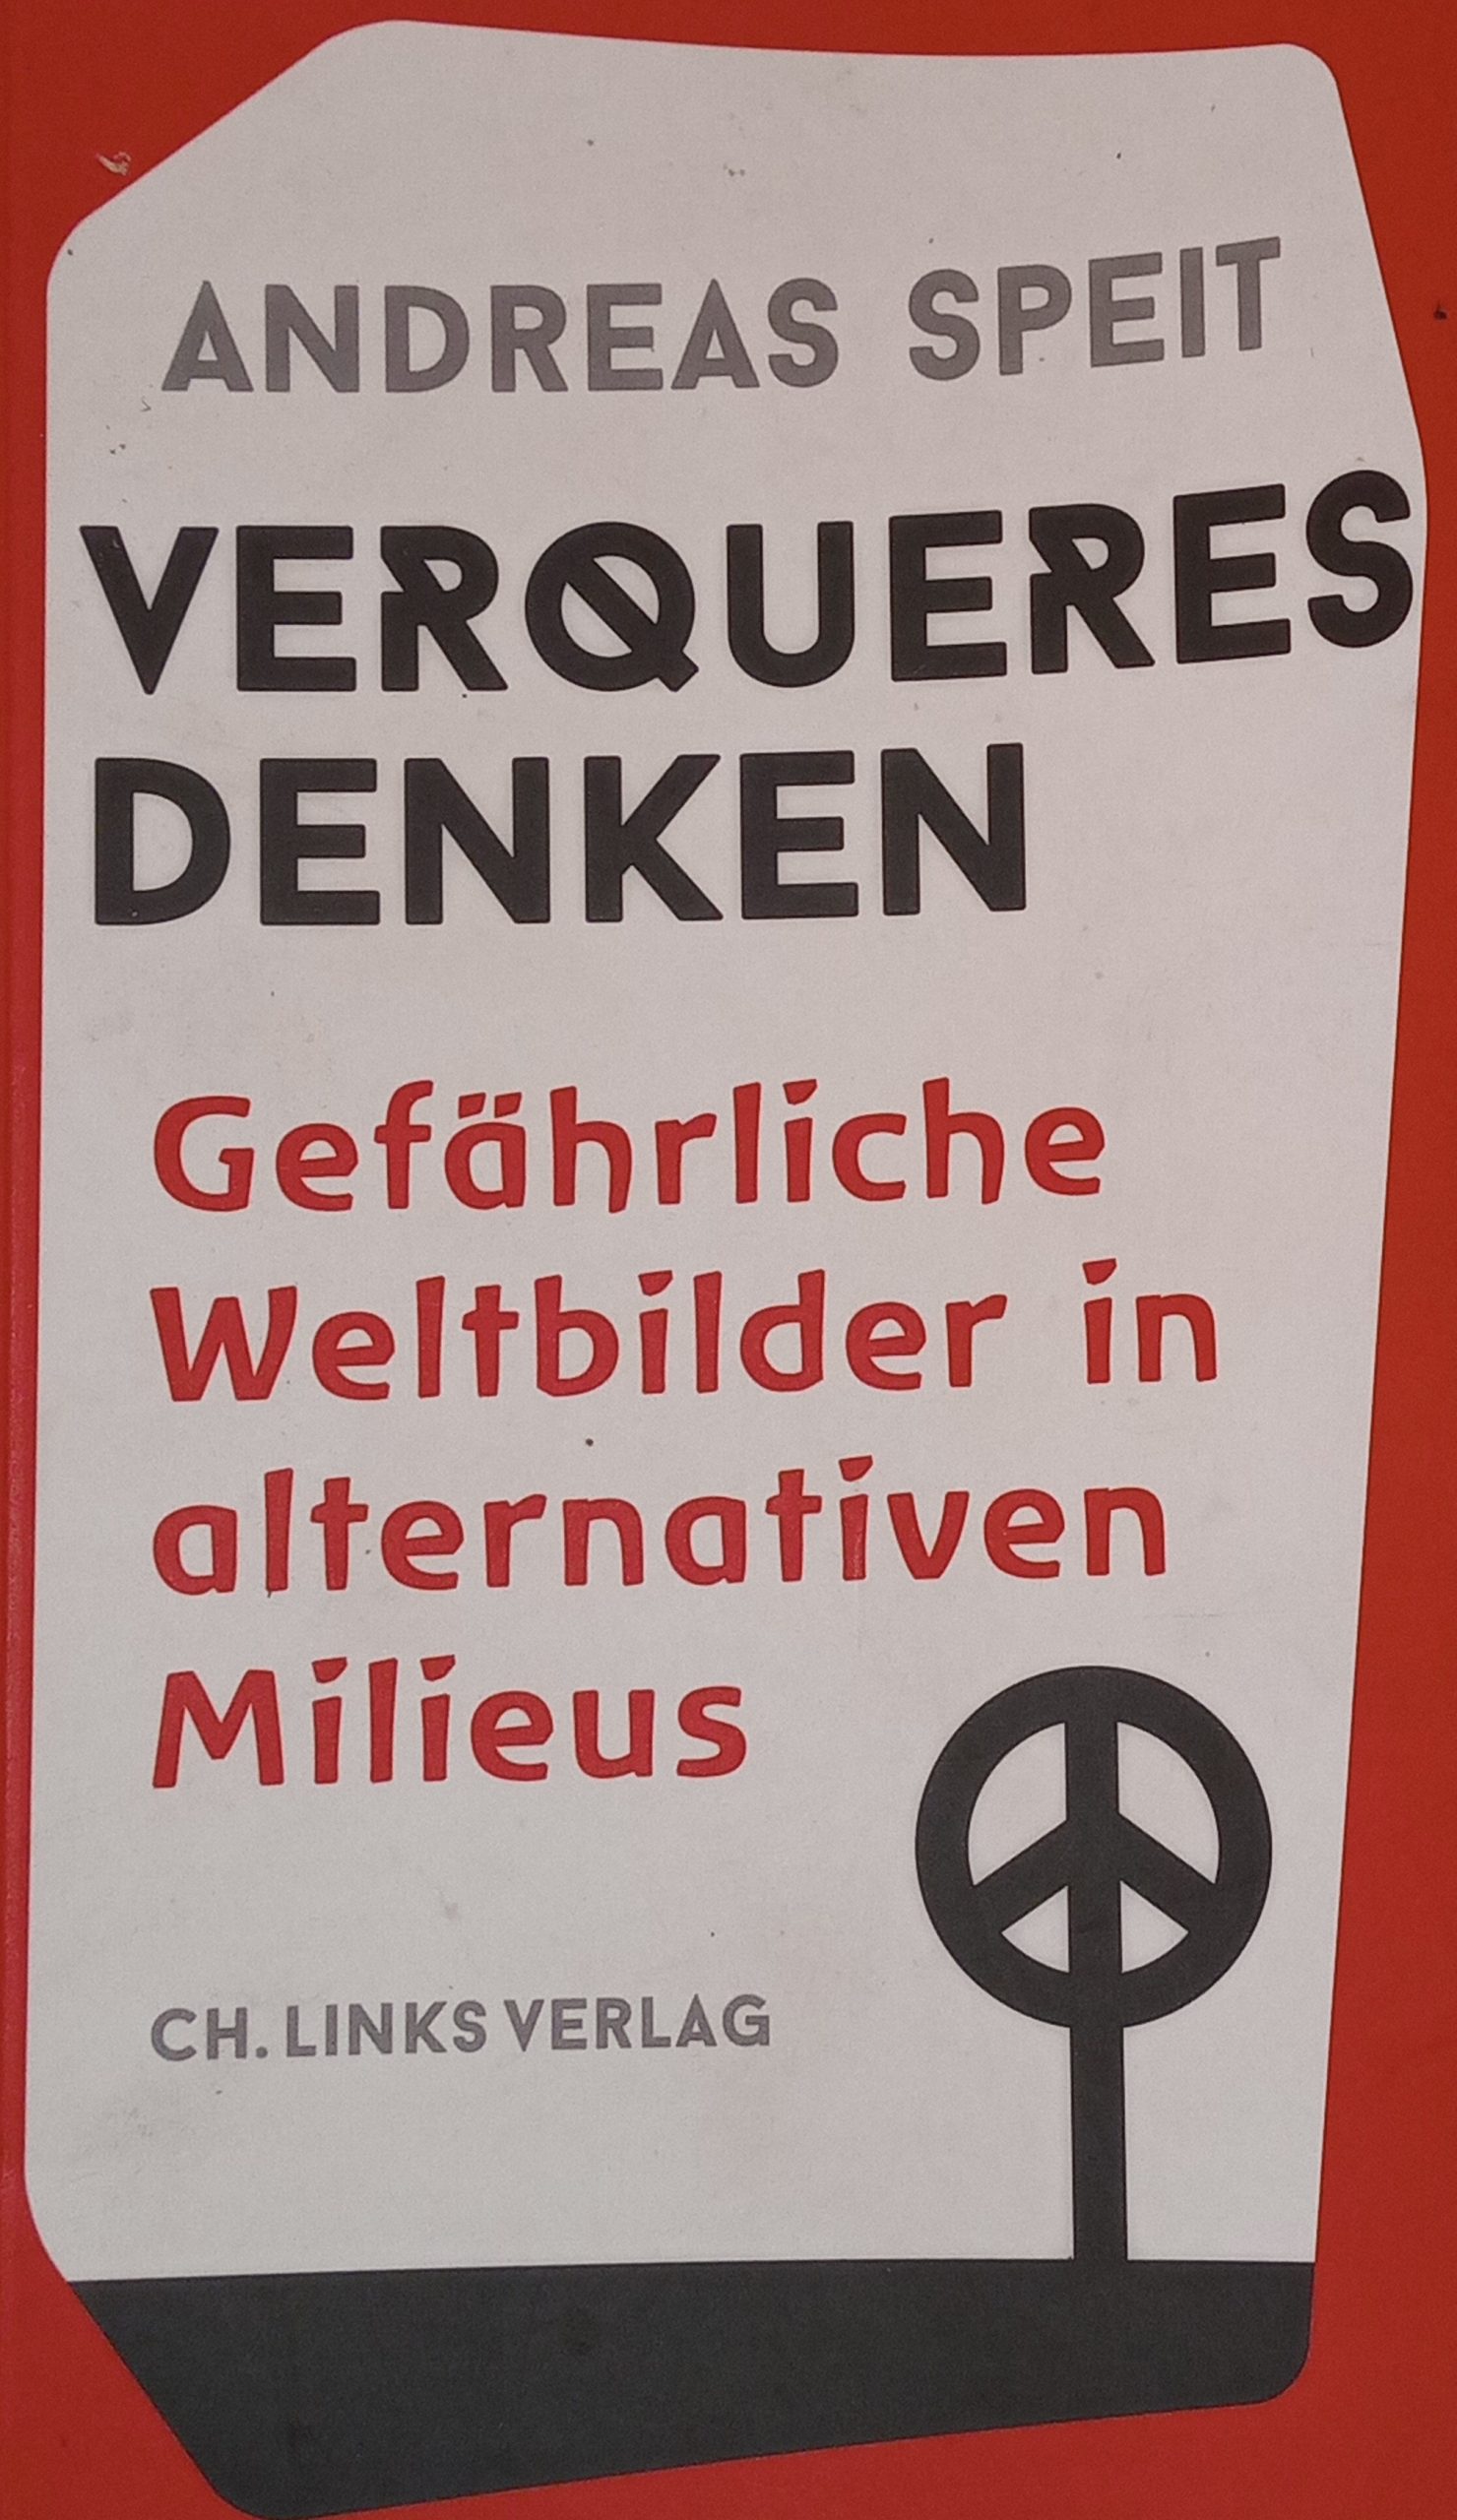 ANDREAS SPEIT
VERQUERES
DENKEN
Gefährliche
Weltbilder in
alternativen
Milieus
CH. LINKS VERLAG